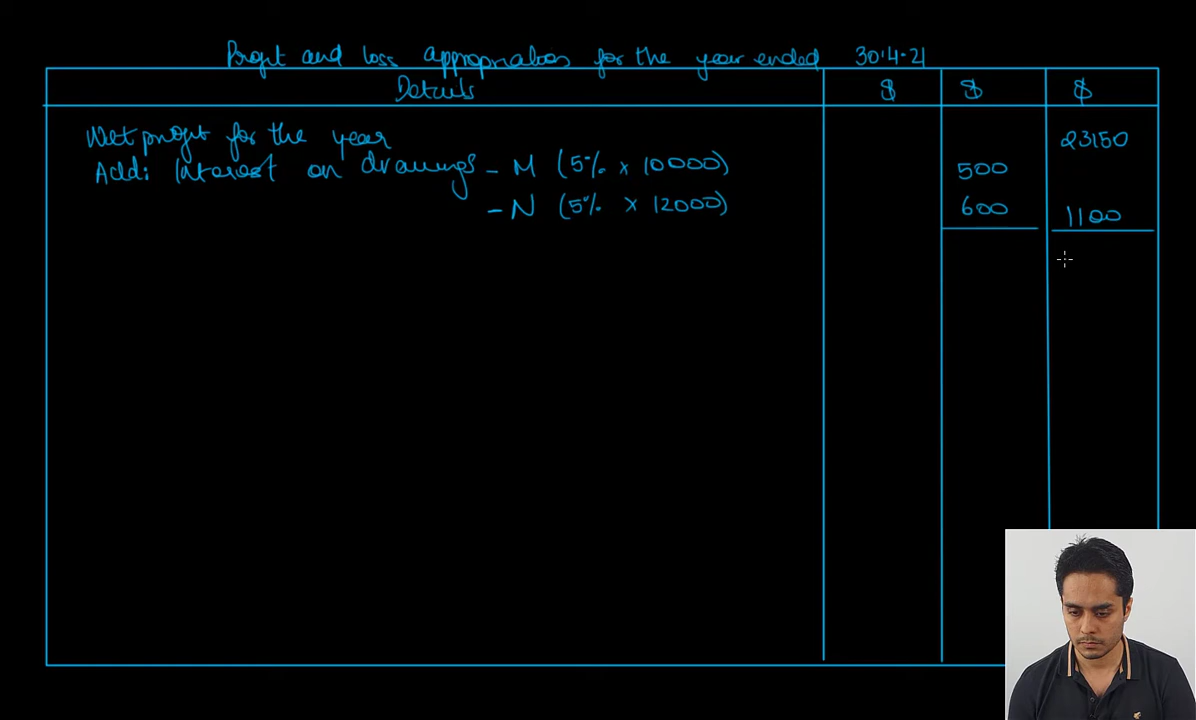 Profit and loss appropriation for the year ended 30.4.21
Details $ $ $
Net profit for the year 23150
Add: Interest on drawings - M (5% x 10000) 500
- N (5% x 12000) 600 1100